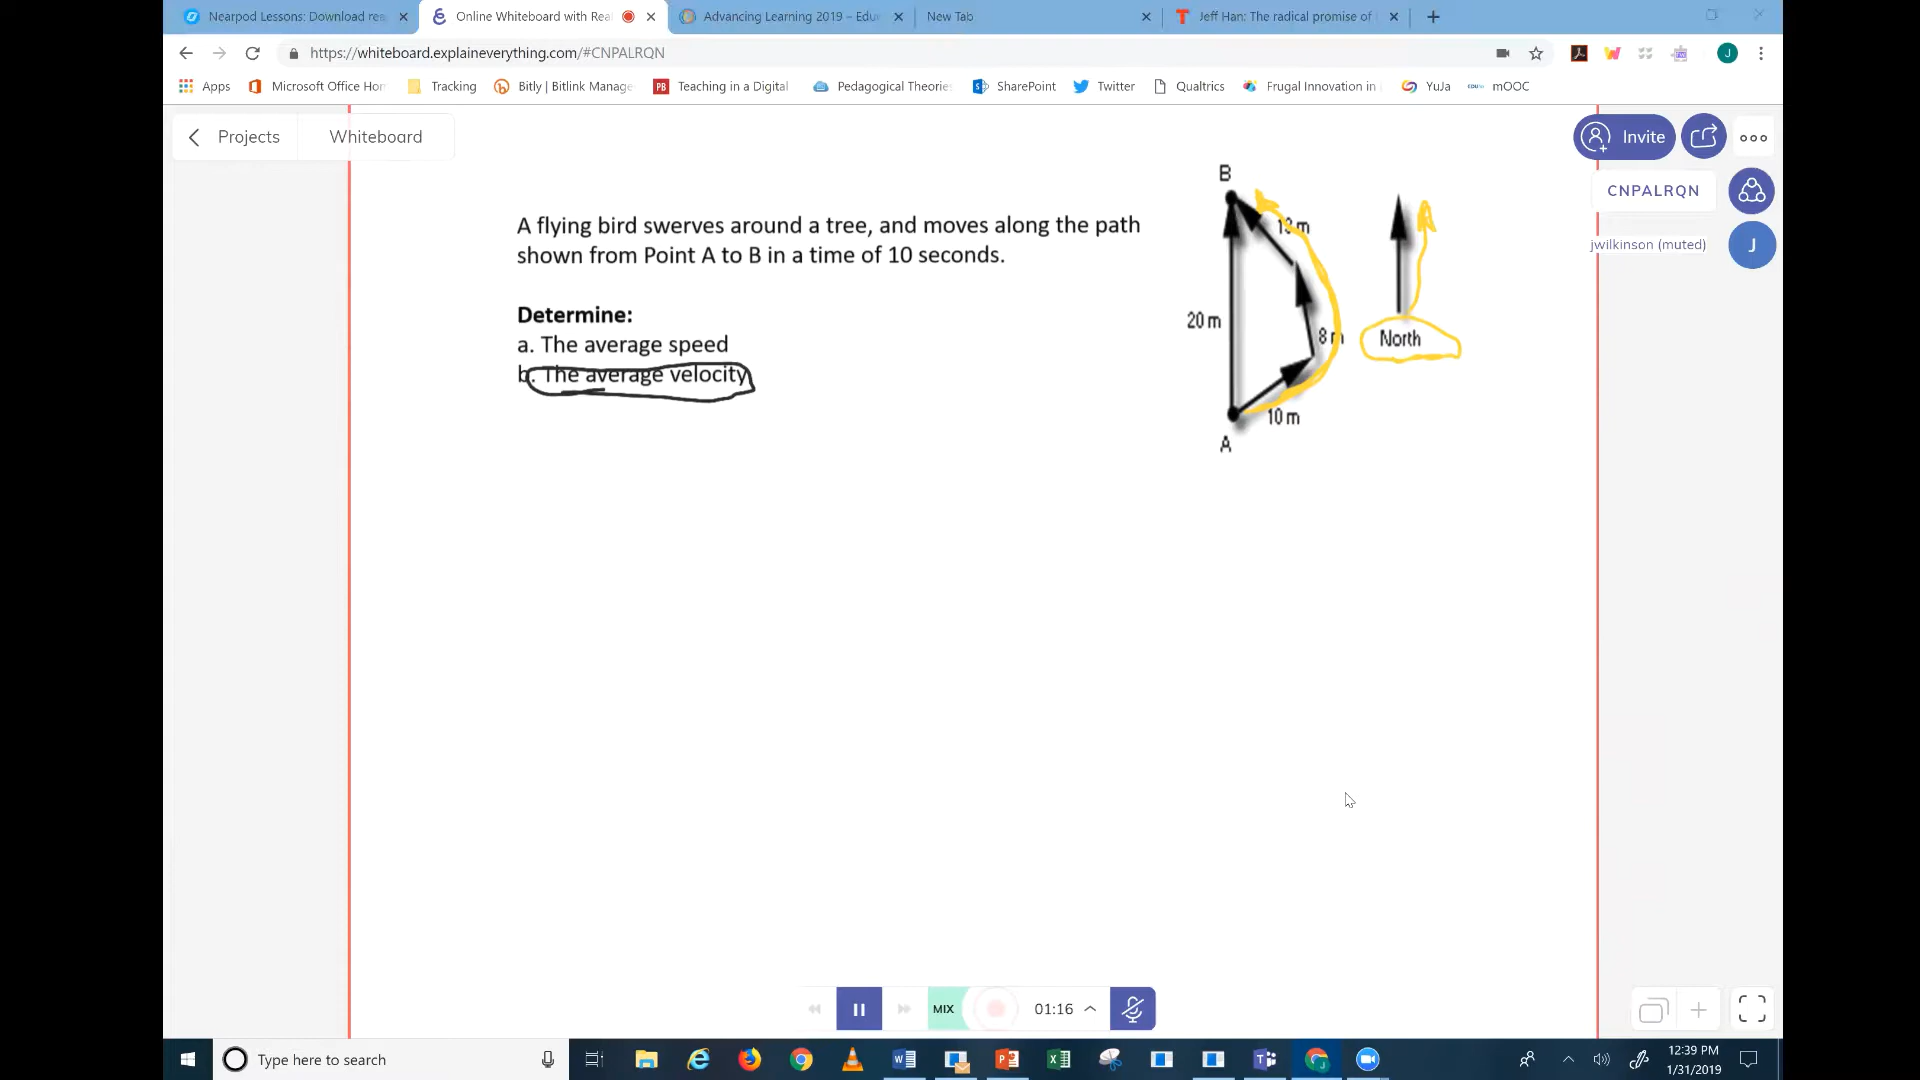 Nearpod Lessons: Download re
Online Whiteboard with Rea
Advancing Learning 2019 – Edu
New Tab
Jeff Han: The radical promise of
https://whiteboard.explaineverything.com/#CNPALRQN
J
Apps
Microsoft Office Hor
Tracking
Bitly | Bitlink Manage
PB
Teaching in a Digital
Pedagogical Theorie
SharePoint
Twitter
Qualtrics
Frugal Innovation in
YuJa
mOOC
Projects
Whiteboard
Invite
CNPALRQN
jwilkinson (muted)
J
A flying bird swerves around a tree, and moves along the path
shown from Point A to B in a time of 10 seconds.
Determine:
a. The average speed
b. The average velocity
B
20 m
8 m
10 m
A
North
MIX
01:16
Type here to search
12:39 PM
1/31/2019